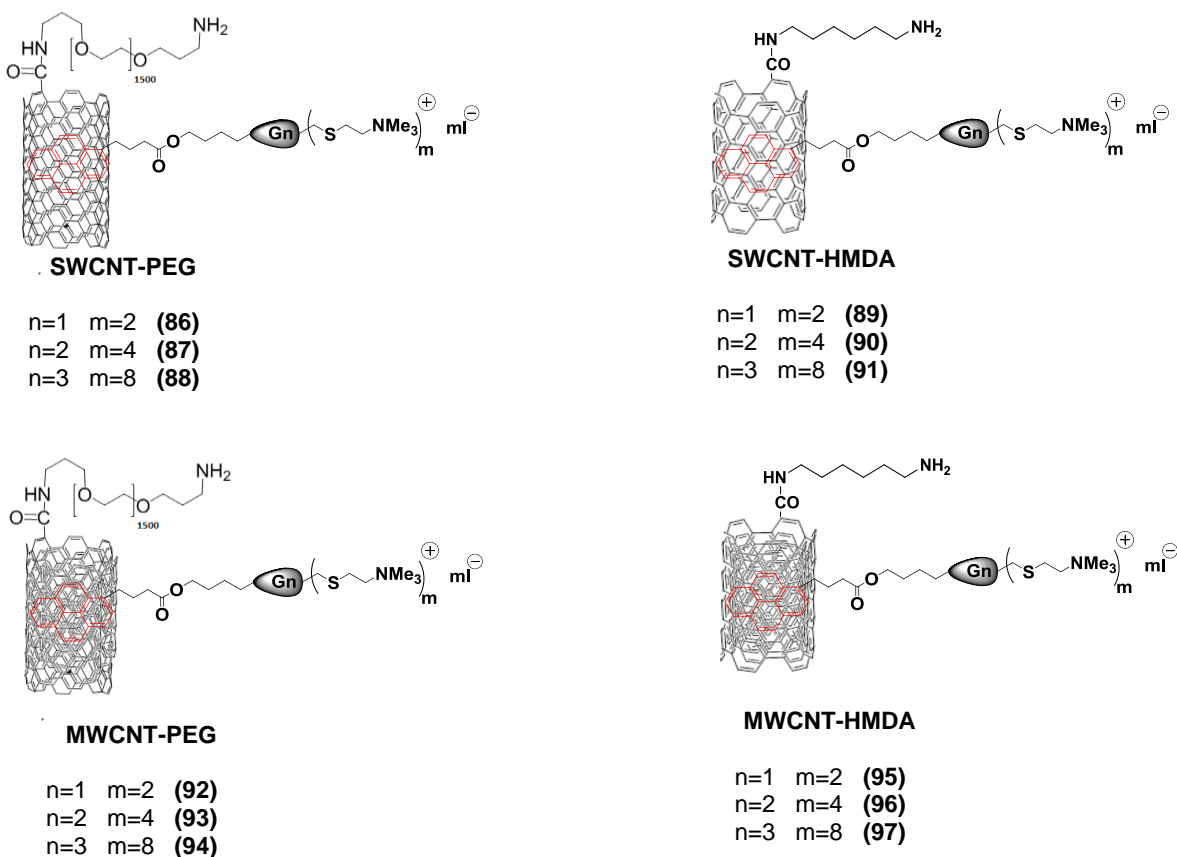 NH2
HN
O
O
1500
O=C
Gn
S
NMe3
+
m
mI−
O
O
SWCNT-PEG
n=1 m=2 (86)
n=2 m=4 (87)
n=3 m=8 (88)
HN
NH2
CO
Gn
S
NMe3
+
m
mI−
O
O
SWCNT-HMDA
n=1 m=2 (89)
n=2 m=4 (90)
n=3 m=8 (91)
NH2
HN
O
O
1500
O=C
Gn
S
NMe3
+
m
mI−
O
O
MWCNT-PEG
n=1 m=2 (92)
n=2 m=4 (93)
n=3 m=8 (94)
HN
NH2
CO
Gn
S
NMe3
+
m
mI−
O
O
MWCNT-HMDA
n=1 m=2 (95)
n=2 m=4 (96)
n=3 m=8 (97)